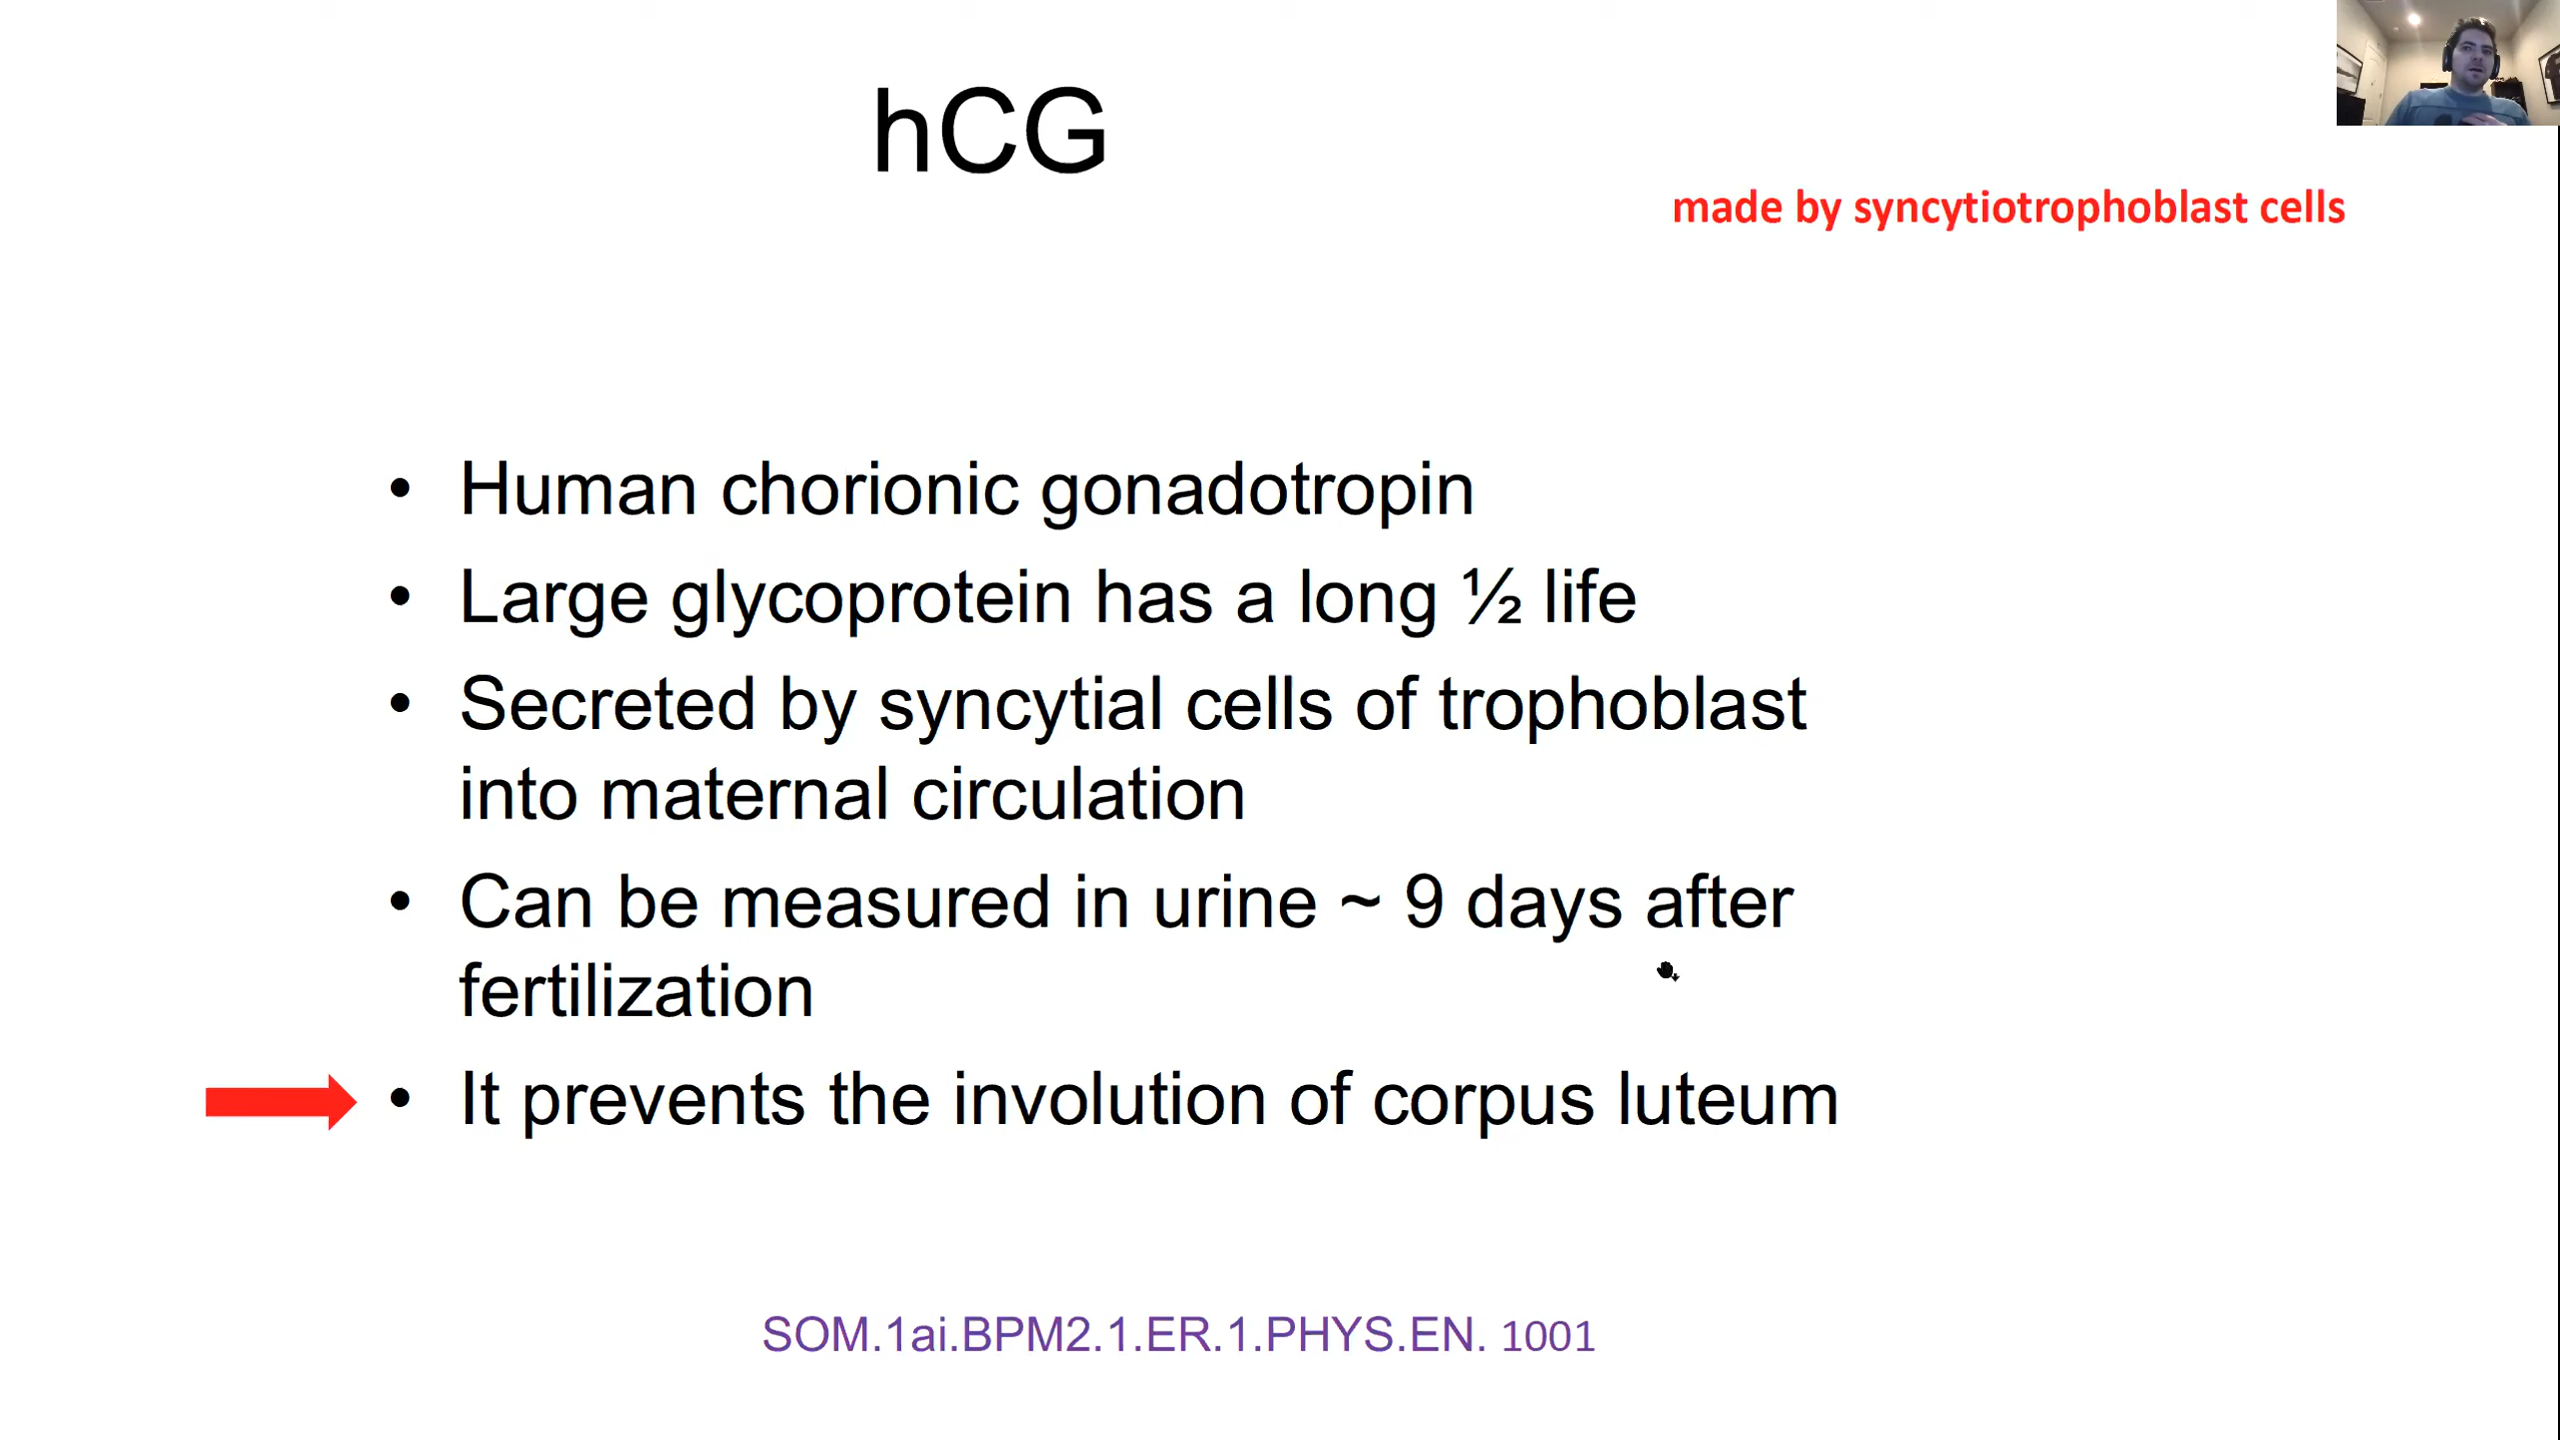 hCG
made by syncytiotrophoblast cells
• Human chorionic gonadotropin
• Large glycoprotein has a long ½ life
• Secreted by syncytial cells of trophoblast
into maternal circulation
• Can be measured in urine ~ 9 days after
fertilization
• It prevents the involution of corpus luteum
SOM.1ai.BPM2.1.ER.1.PHYS.EN. 1001